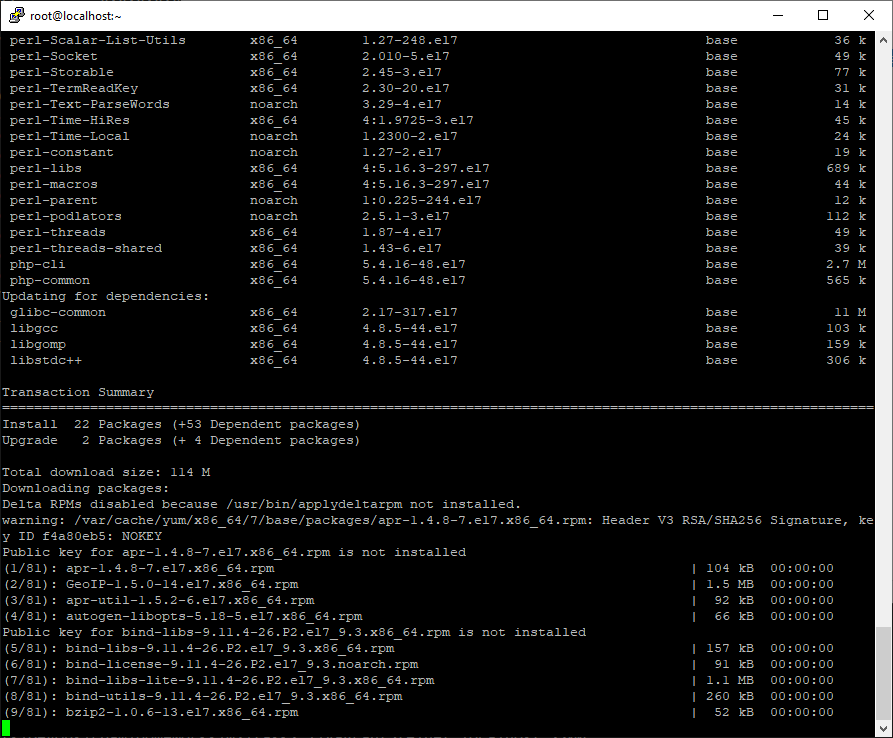 root@localhost:~
perl-Scalar-List-Utils x86_64 1.27-248.el7 base 36 k
perl-Socket x86_64 2.010-5.el7 base 49 k
perl-Storable x86_64 2.45-3.el7 base 77 k
perl-TermReadKey x86_64 2.30-20.el7 base 31 k
perl-Text-ParseWords noarch 3.29-4.el7 base 14 k
perl-Time-HiRes x86_64 4:1.9725-3.el7 base 45 k
perl-Time-Local noarch 1.2300-2.el7 base 24 k
perl-constant noarch 1.27-2.el7 base 19 k
perl-libs x86_64 4:5.16.3-297.el7 base 689 k
perl-macros x86_64 4:5.16.3-297.el7 base 44 k
perl-parent noarch 1:0.225-244.el7 base 12 k
perl-podlators noarch 2.5.1-3.el7 base 112 k
perl-threads x86_64 1.87-4.el7 base 49 k
perl-threads-shared x86_64 1.43-6.el7 base 39 k
php-cli x86_64 5.4.16-48.el7 base 2.7 M
php-common x86_64 5.4.16-48.el7 base 565 k
Updating for dependencies:
glibc-common x86_64 2.17-317.el7 base 11 M
libgcc x86_64 4.8.5-44.el7 base 103 k
libgomp x86_64 4.8.5-44.el7 base 159 k
libstdc++ x86_64 4.8.5-44.el7 base 306 k
Transaction Summary
================================================================================
Install 22 Packages (+53 Dependent packages)
Upgrade 2 Packages (+ 4 Dependent packages)
Total download size: 114 M
Downloading packages:
Delta RPMs disabled because /usr/bin/applydeltarpm not installed.
warning: /var/cache/yum/x86_64/7/base/packages/apr-1.4.8-7.el7.x86_64.rpm: Header V3 RSA/SHA256 Signature, ke
y ID f4a80eb5: NOKEY
Public key for apr-1.4.8-7.el7.x86_64.rpm is not installed
(1/81): apr-1.4.8-7.el7.x86_64.rpm | 104 kB 00:00:00
(2/81): GeoIP-1.5.0-14.el7.x86_64.rpm | 1.5 MB 00:00:00
(3/81): apr-util-1.5.2-6.el7.x86_64.rpm | 92 kB 00:00:00
(4/81): autogen-libopts-5.18-5.el7.x86_64.rpm | 66 kB 00:00:00
Public key for bind-libs-9.11.4-26.P2.el7_9.3.x86_64.rpm is not installed
(5/81): bind-libs-9.11.4-26.P2.el7_9.3.x86_64.rpm | 157 kB 00:00:00
(6/81): bind-license-9.11.4-26.P2.el7_9.3.noarch.rpm | 91 kB 00:00:00
(7/81): bind-libs-lite-9.11.4-26.P2.el7_9.3.x86_64.rpm | 1.1 MB 00:00:00
(8/81): bind-utils-9.11.4-26.P2.el7_9.3.x86_64.rpm | 260 kB 00:00:00
(9/81): bzip2-1.0.6-13.el7.x86_64.rpm | 52 kB 00:00:00